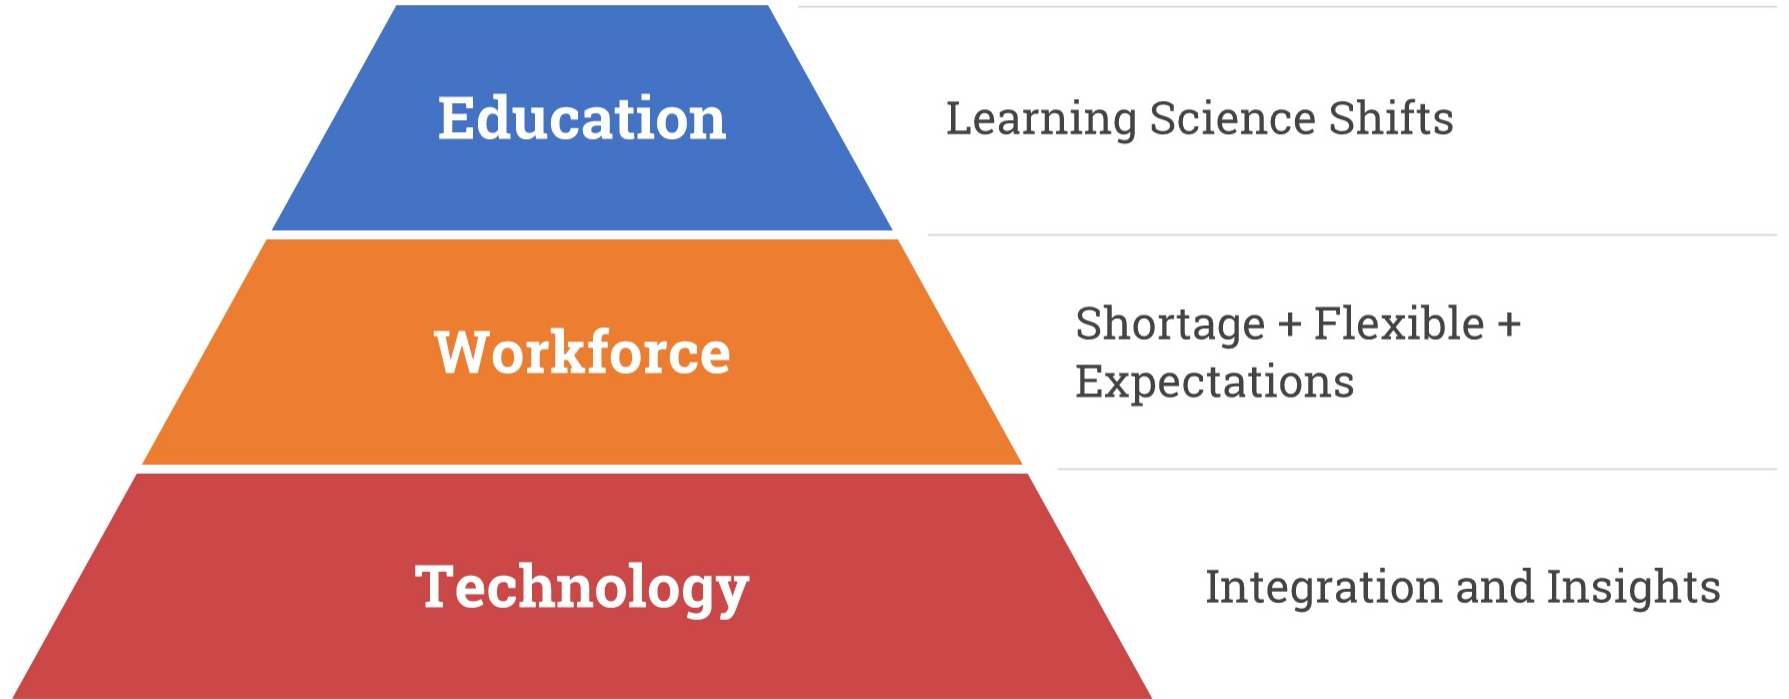 Education
Learning Science Shifts
Workforce
Shortage + Flexible +
Expectations
Technology
Integration and Insights